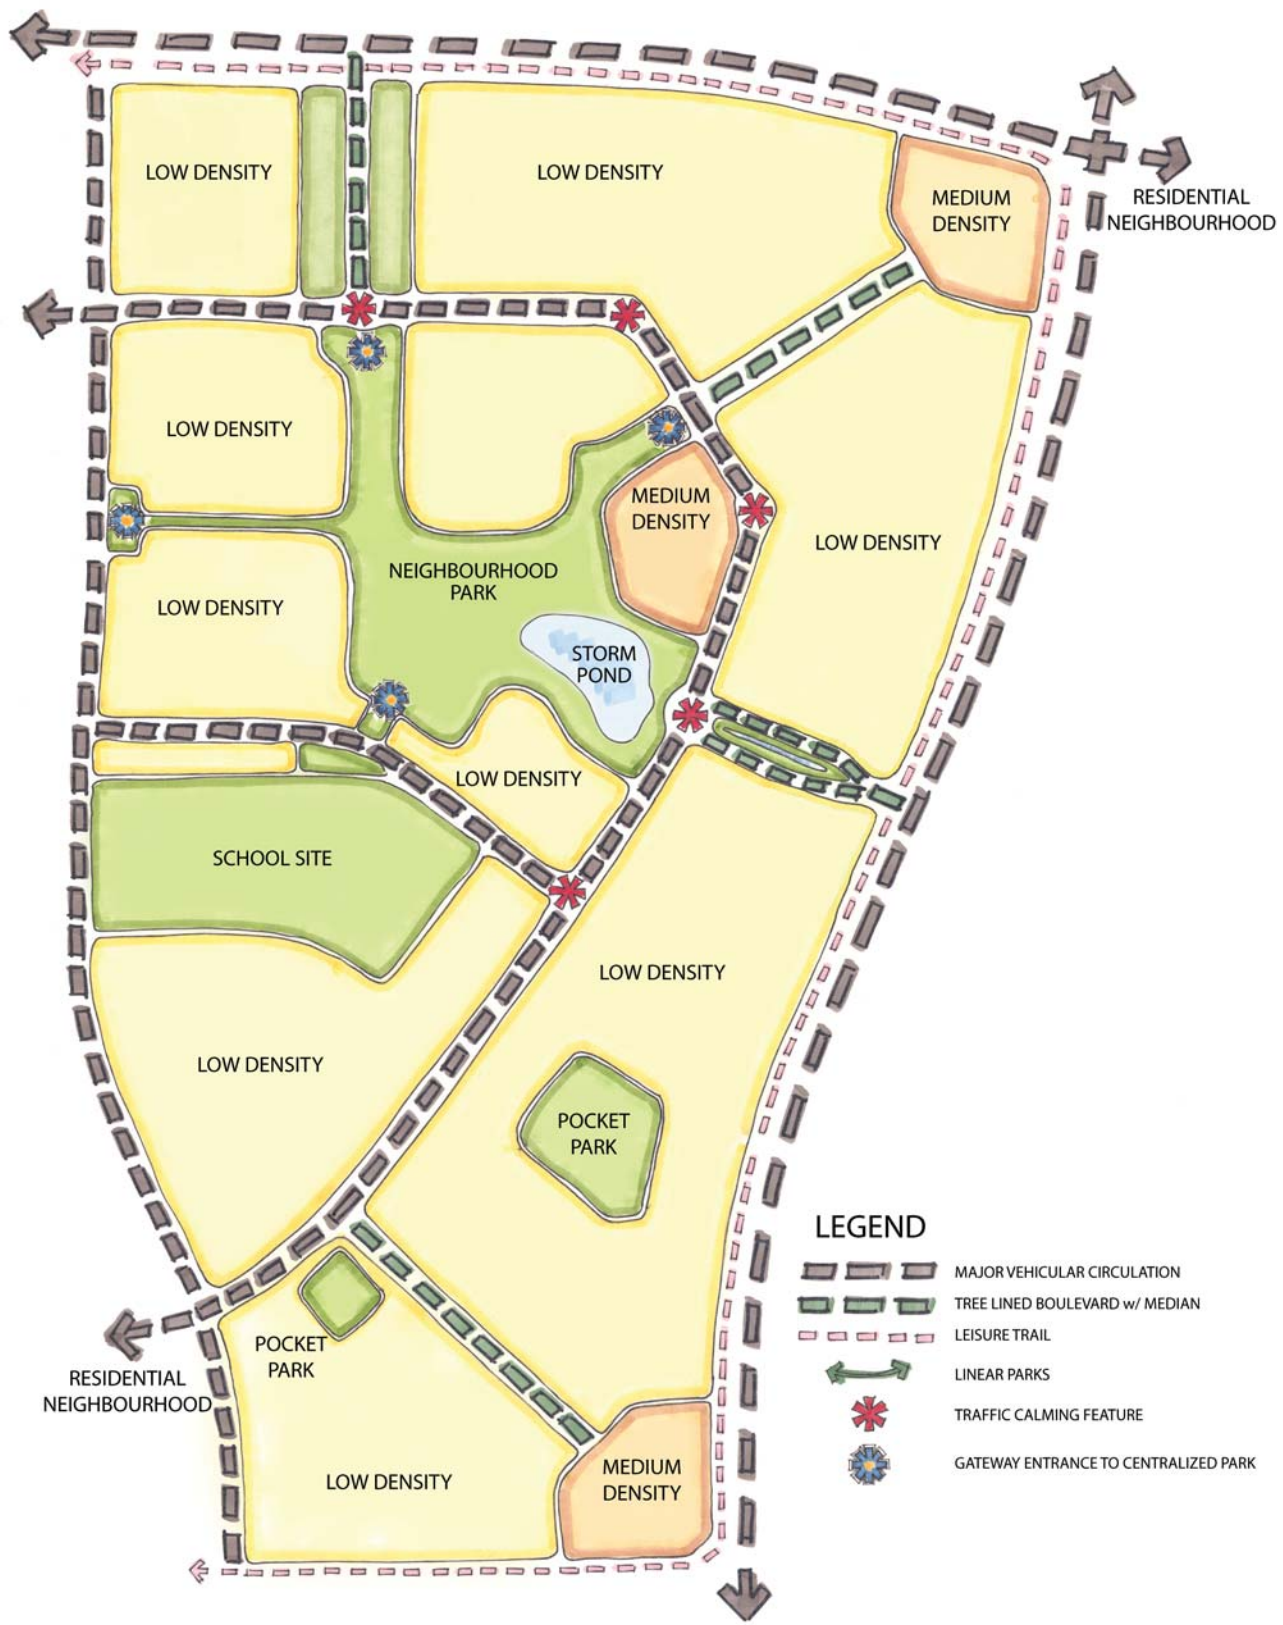 LOW DENSITY
LOW DENSITY
MEDIUM
DENSITY
RESIDENTIAL
NEIGHBOURHOOD
LOW DENSITY
MEDIUM
DENSITY
LOW DENSITY
NEIGHBOURHOOD
PARK
LOW DENSITY
STORM
POND
LOW DENSITY
SCHOOL SITE
LOW DENSITY
LOW DENSITY
POCKET
PARK
LEGEND
MAJOR VEHICULAR CIRCULATION
TREE LINED BOULEVARD w/ MEDIAN
LEISURE TRAIL
LINEAR PARKS
TRAFFIC CALMING FEATURE
GATEWAY ENTRANCE TO CENTRALIZED PARK
POCKET
PARK
RESIDENTIAL
NEIGHBOURHOOD
LOW DENSITY
MEDIUM
DENSITY